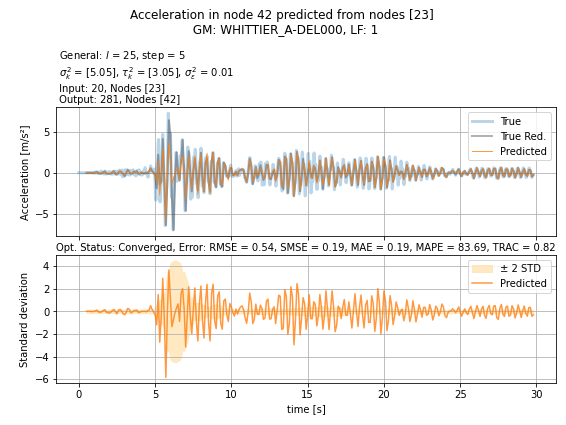 Acceleration in node 42 predicted from nodes [23]
GM: WHITTIER_A-DEL000, LF: 1
General: l = 25, step = 5
σ²ₖ = [5.05], τ²ₖ = [3.05], σ²ε = 0.01
Input: 20, Nodes [23]
Output: 281, Nodes [42]
Acceleration [m/s²]
5
0
−5
True
True Red.
Predicted
Opt. Status: Converged, Error: RMSE = 0.54, SMSE = 0.19, MAE = 0.19, MAPE = 83.69, TRAC = 0.82
Standard deviation
4
2
0
−2
−4
−6
± 2 STD
Predicted
0 5 10 15 20 25 30
time [s]